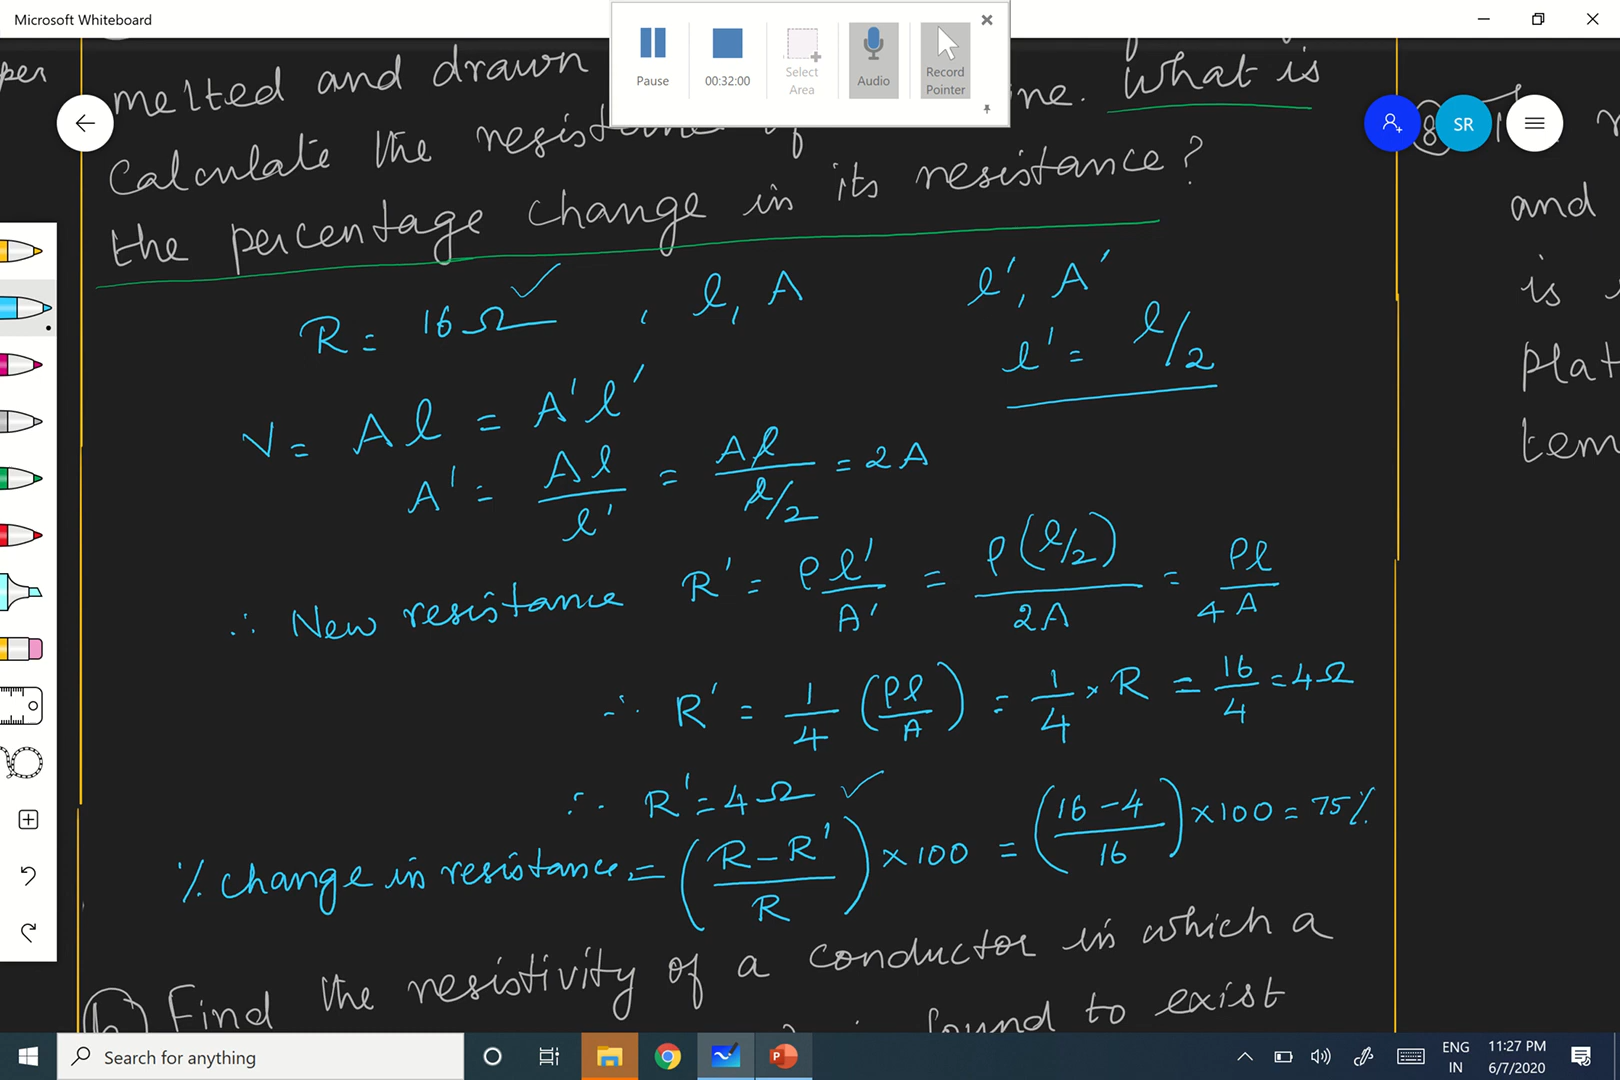 Microsoft Whiteboard
Pause
00:32:00
Select Area
Audio
Record Pointer
per
melted and drawn
ne. What is
Calculate the resistance of
the percentage change in its resistance?
SR
8
and
is
plat
tem
R = 16 Ω ✓ , l, A
l', A'
l' = l/2
V = Al = A'l'
A' = Al/l' = Al/(l/2) = 2A
∴ New resistance R' = ρl'/A' = ρ(l/2)/2A = ρl/4A
∴ R' = 1/4 (ρl/A) = 1/4 × R = 16/4 = 4Ω
∴ R' = 4Ω ✓
% change in resistance = ((R – R')/R) × 100 = ((16 – 4)/16) × 100 = 75%
Find the resistivity of a conductor in which a
found to exist
Search for anything
ENG
IN
11:27 PM
6/7/2020